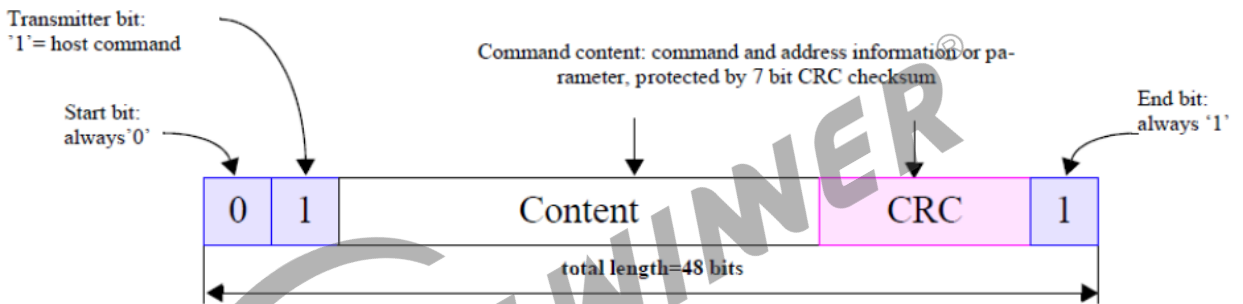 Transmitter bit:
'1'= host command
Command content: command and address information or pa-
rameter, protected by 7 bit CRC checksum
Start bit:
always'0'
End bit:
always '1'
0 1 Content CRC 1
total length=48 bits
WINNER®